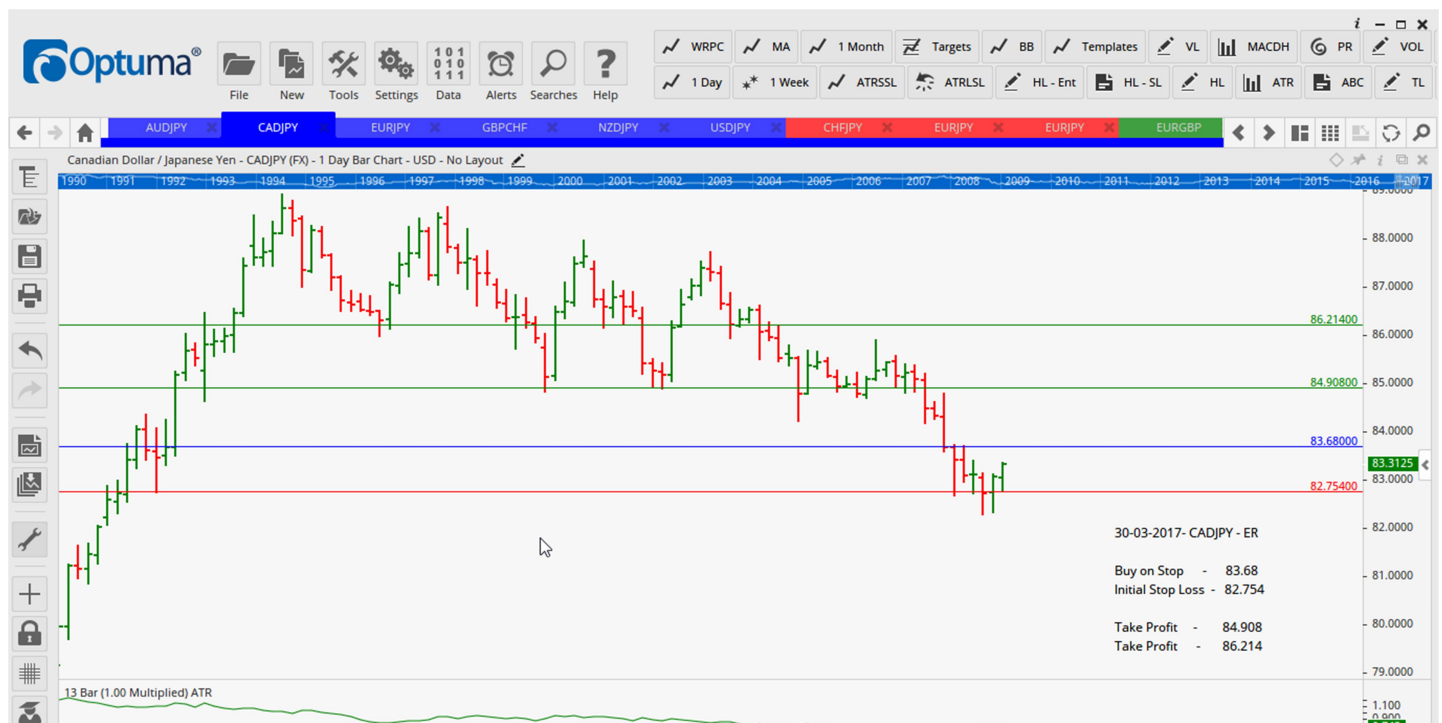 i
Optuma®
File
New
Tools
Settings
101
010
111
Data
Alerts
Searches
?
Help
WRPC
MA
1 Month
Targets
BB
Templates
VL
MACDH
PR
VOL
1 Day
1 Week
ATRSSL
ATRLSL
HL - Ent
HL - SL
HL
ATR
ABC
TL
AUDJPY
CADJPY
EURJPY
GBPCHF
NZDJPY
USDJPY
CHFJPY
EURJPY
EURJPY
EURGBP
Canadian Dollar / Japanese Yen - CADJPY (FX) - 1 Day Bar Chart - USD - No Layout
1990 1991 1992 1993 1994 1995 1996 1997 1998 1999 2000 2001 2002 2003 2004 2005 2006 2007 2008 2009 2010 2011 2012 2013 2014 2015 2016 2017
89.0000
88.0000
87.0000
86.21400
86.0000
84.90800
85.0000
84.0000
83.68000
83.3125
83.0000
82.75400
82.0000
30-03-2017- CADJPY - ER
Buy on Stop - 83.68
81.0000
Initial Stop Loss - 82.754
Take Profit - 84.908
80.0000
Take Profit - 86.214
79.0000
13 Bar (1.00 Multiplied) ATR
1.100
0.900